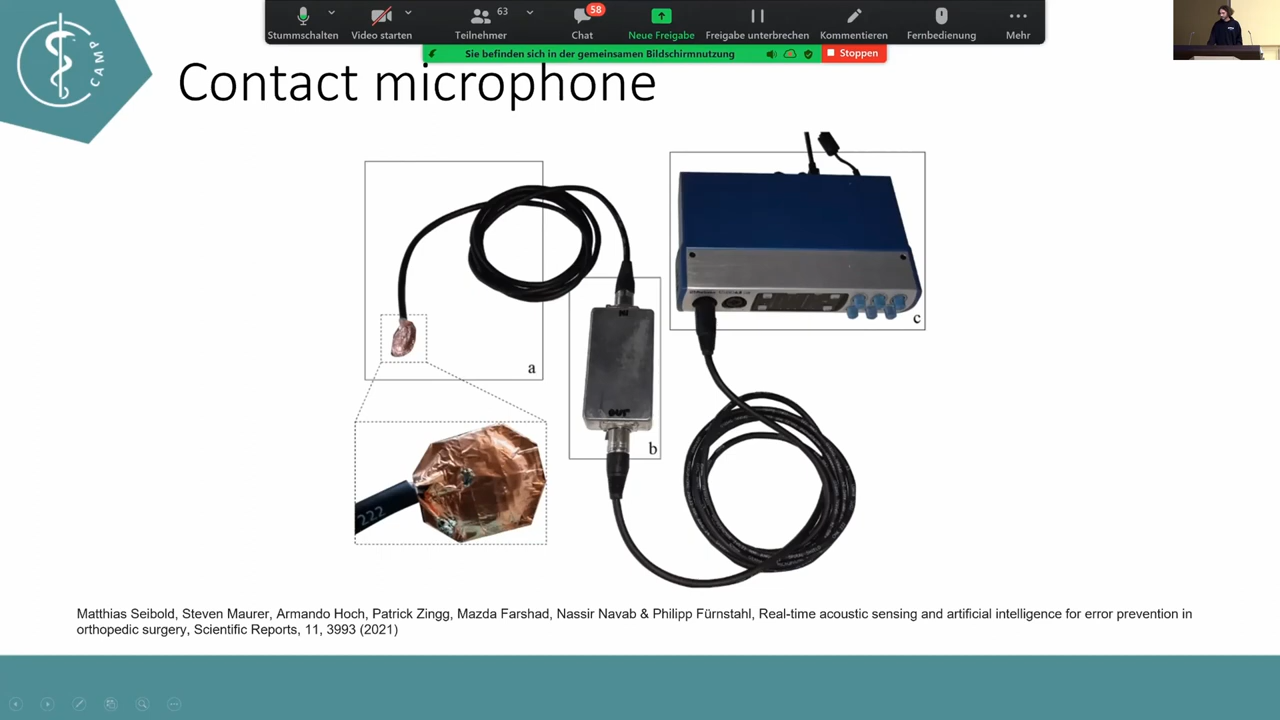 Stummschalten
Video starten
63
Teilnehmer
58
Chat
Neue Freigabe
Freigabe unterbrechen
Kommentieren
Fernbedienung
Mehr
Sie befinden sich in der gemeinsamen Bildschirmnutzung
Stoppen
CAMP
Contact microphone
a
IN
OUT
b
c
222
Matthias Seibold, Steven Maurer, Armando Hoch, Patrick Zingg, Mazda Farshad, Nassir Navab & Philipp Fürnstahl, Real-time acoustic sensing and artificial intelligence for error prevention in
orthopedic surgery, Scientific Reports, 11, 3993 (2021)